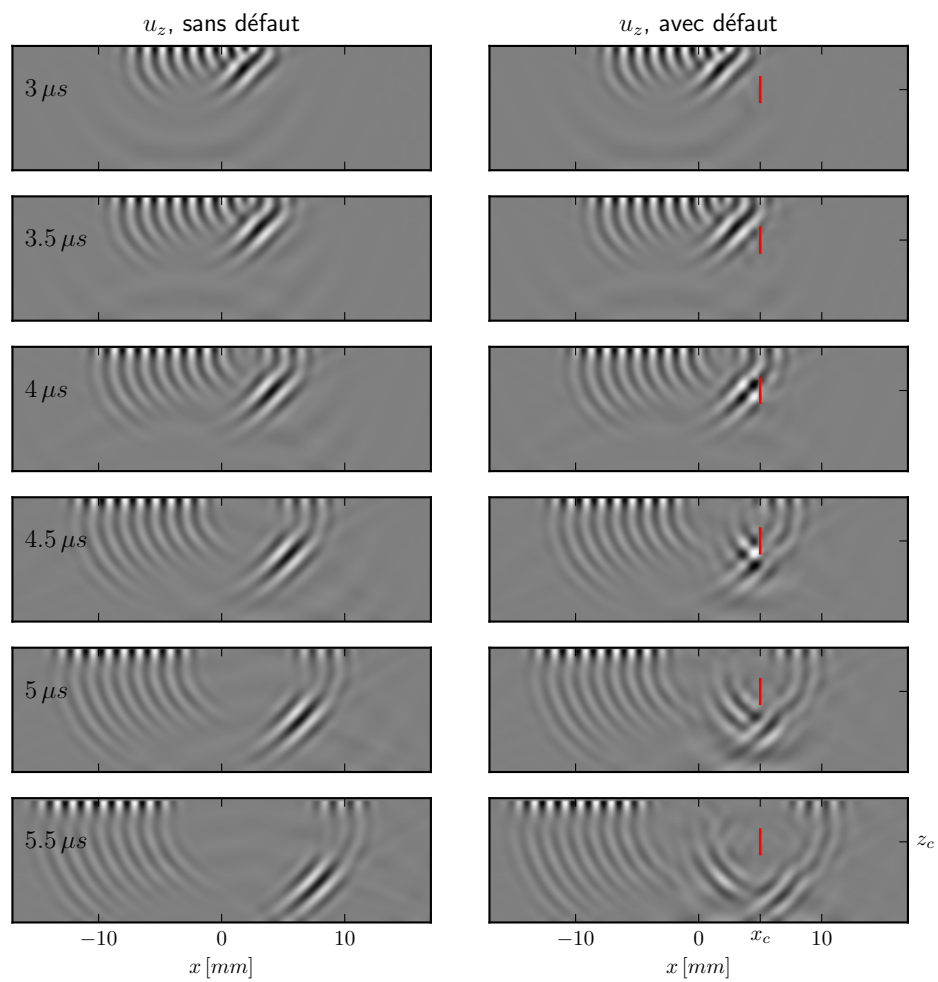 u_z, sans défaut
u_z, avec défaut
3 μs
3.5 μs
4 μs
4.5 μs
5 μs
5.5 μs
z_c
−10 0 10
0 x_c 10
−10
x [mm]
x [mm]